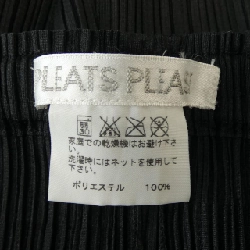 PLEATS PLEAS
家庭での乾燥機はお避け下さい
洗濯時にはネットを使用して
下さい
ポリエステル 100%